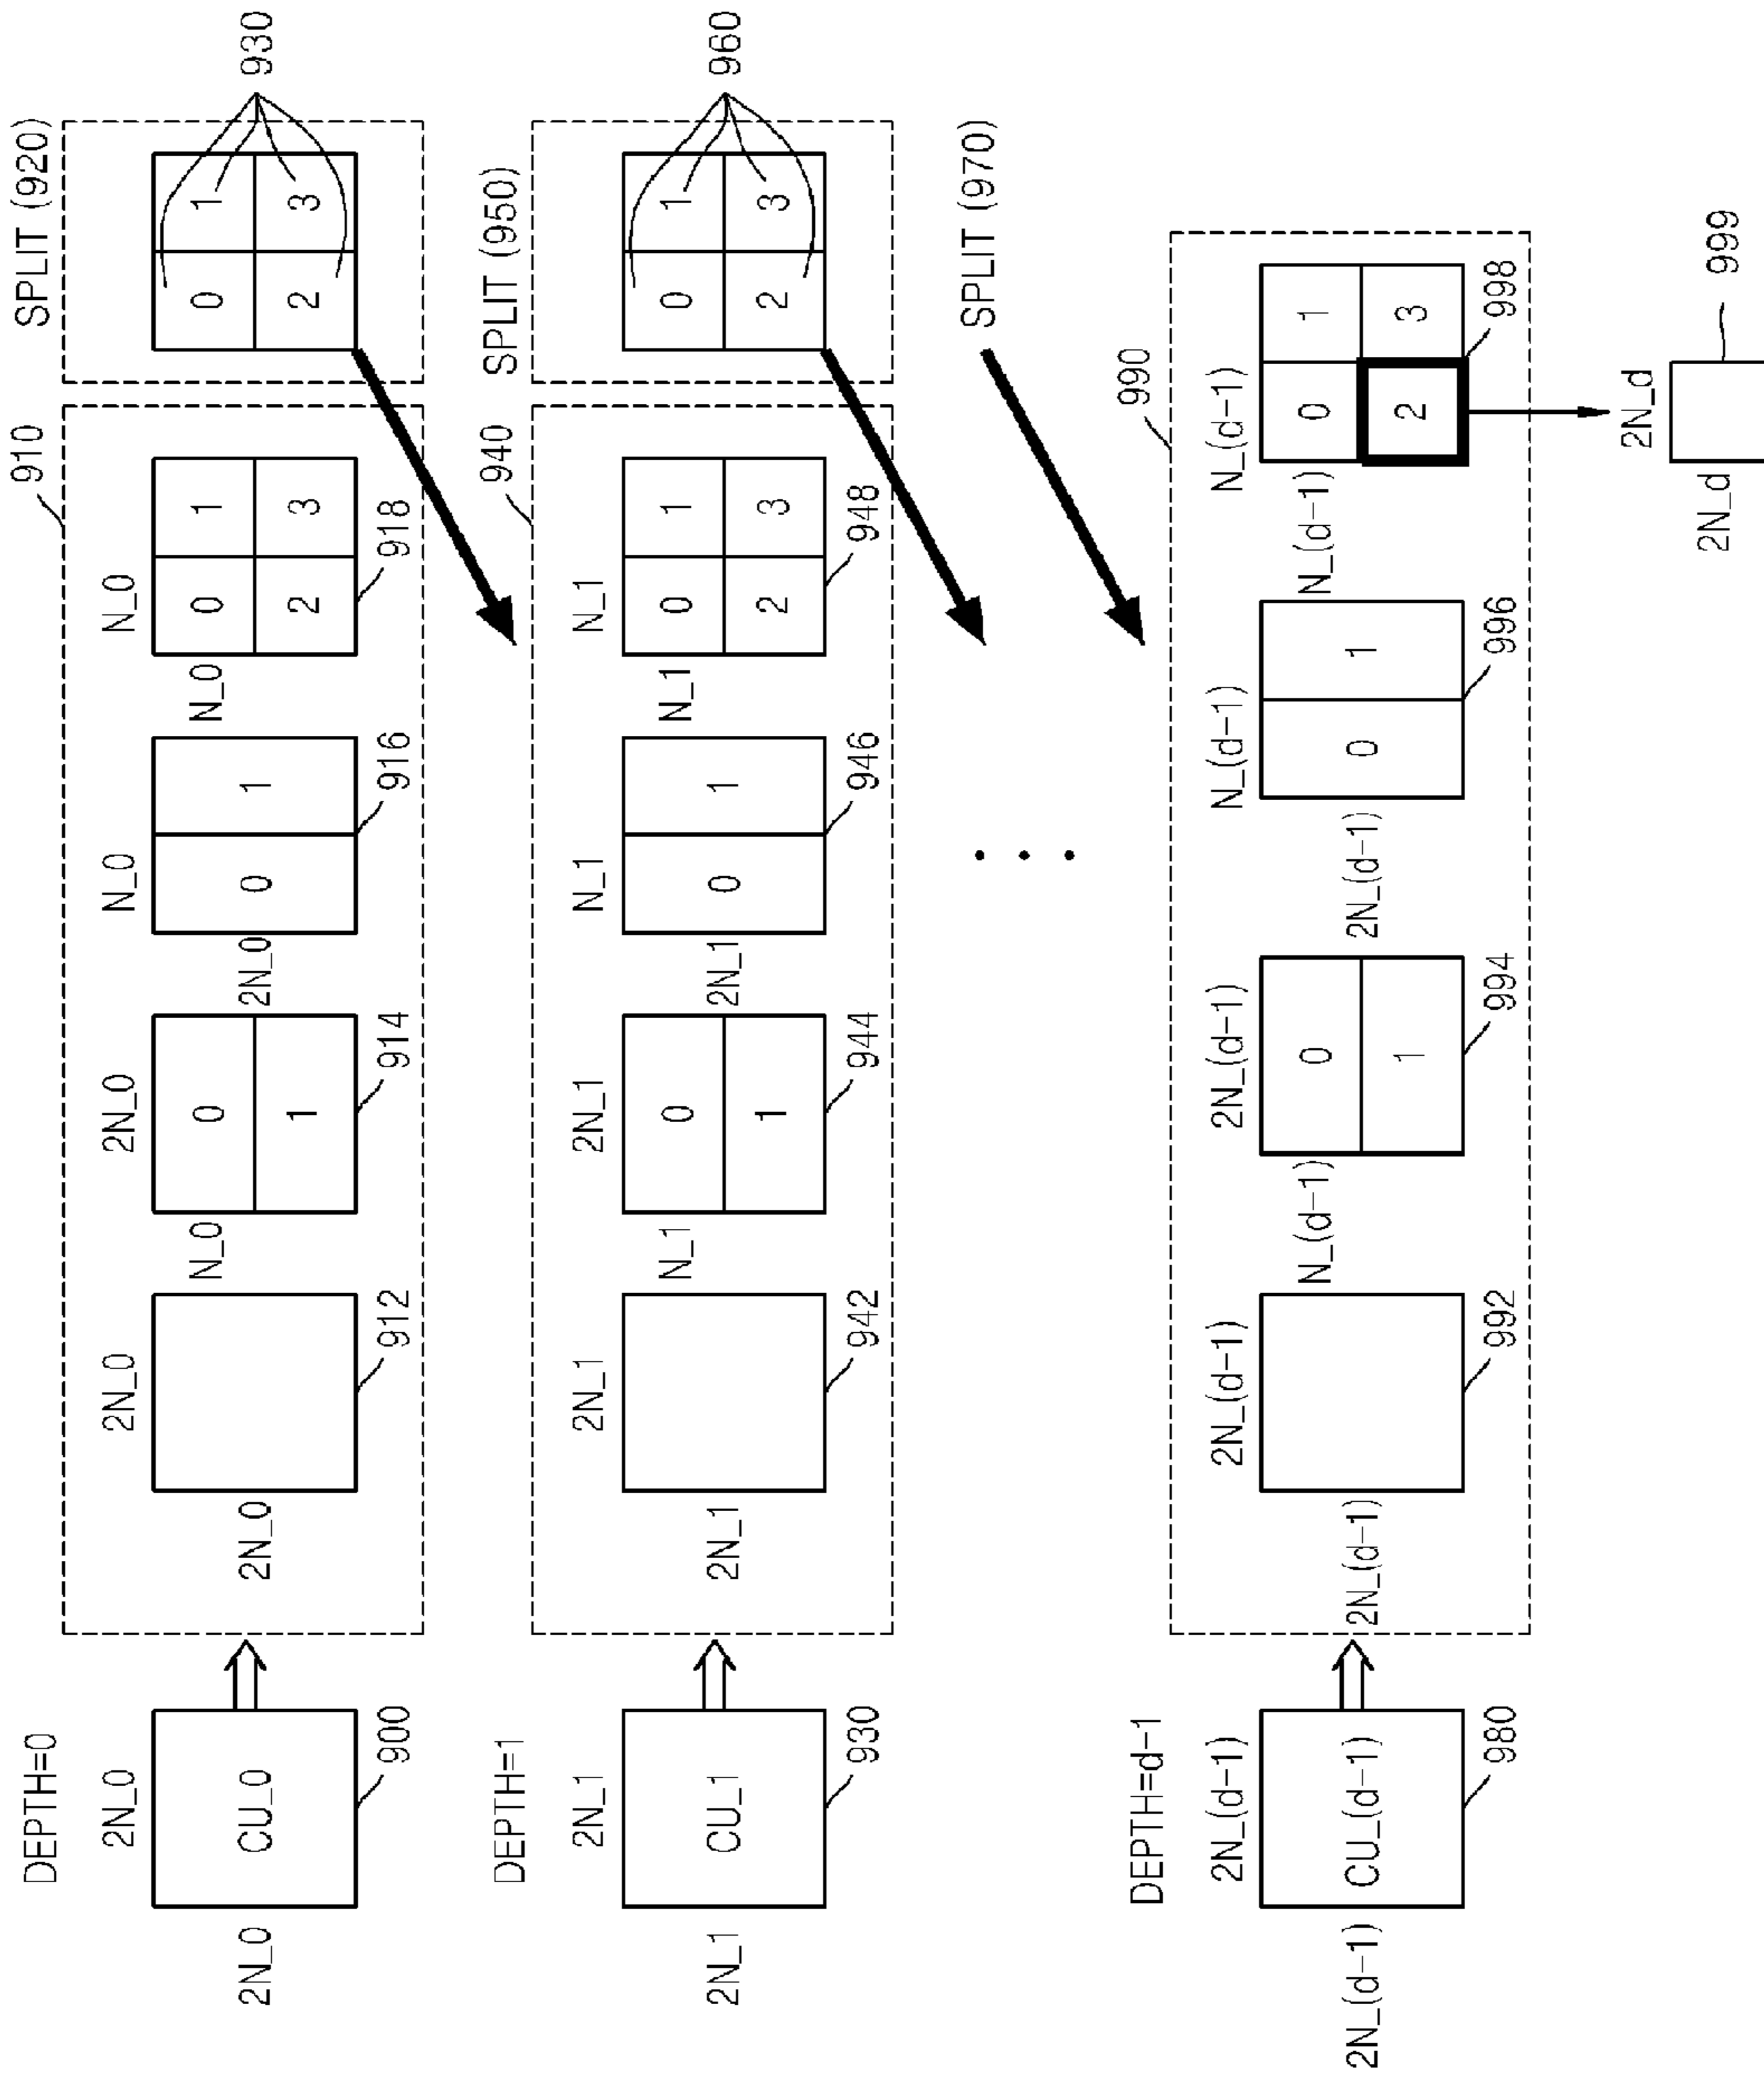 DEPTH=0
2N_0
2N_0
CU_0
900
910
2N_0
2N_0
912
2N_0
N_0
0
1
914
N_0
2N_0
0
1
916
N_0
N_0
0
1
2
3
918
SPLIT (920)
0
1
2
3
930
DEPTH=1
2N_1
2N_1
CU_1
930
940
2N_1
2N_1
942
2N_1
N_1
0
1
944
N_1
2N_1
0
1
946
N_1
N_1
0
1
2
3
948
SPLIT (950)
0
1
2
3
960
SPLIT (970)
DEPTH=d-1
2N_(d-1)
2N_(d-1)
CU_(d-1)
980
990
2N_(d-1)
2N_(d-1)
992
2N_(d-1)
N_(d-1)
0
1
994
N_(d-1)
2N_(d-1)
0
1
996
N_(d-1)
N_(d-1)
0
1
2
3
998
2N_d
2N_d
999